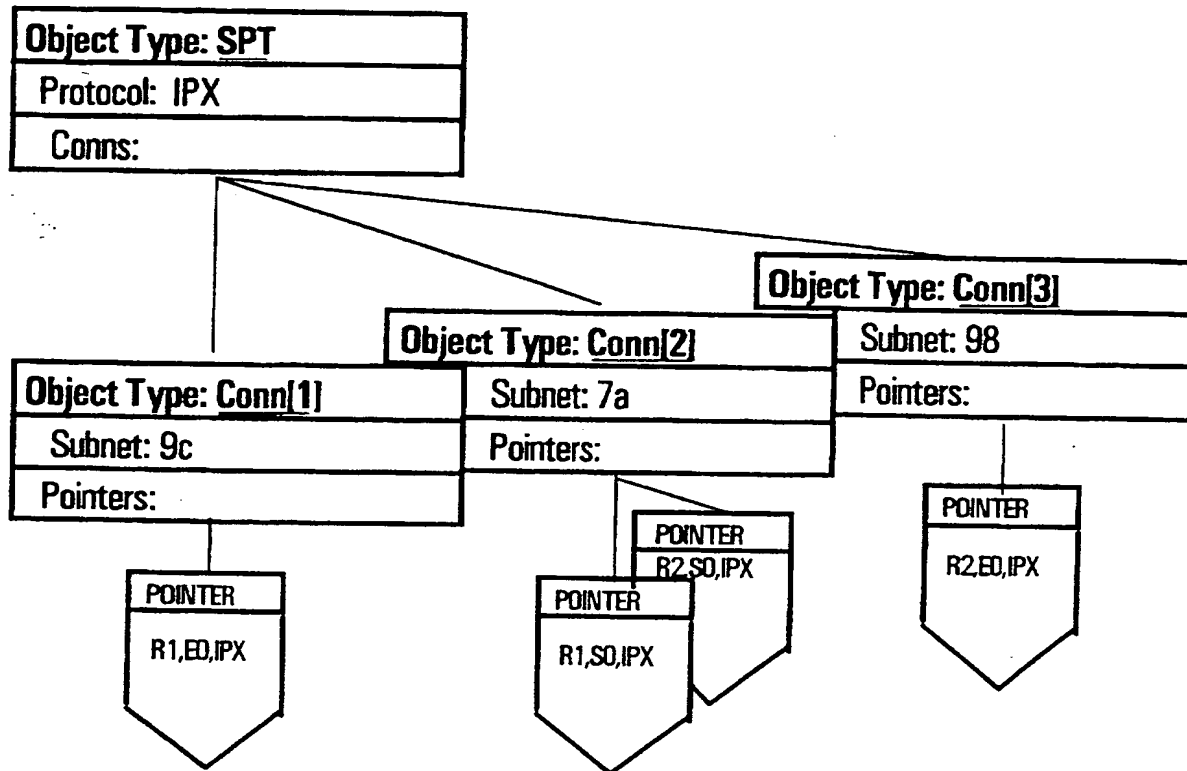 Object Type: SPT
Protocol: IPX
Conns:
Object Type: Conn[1]
Subnet: 9c
Pointers:
POINTER
R1,E0,IPX
Object Type: Conn[2]
Subnet: 7a
Pointers:
POINTER
R1,S0,IPX
POINTER
R2,S0,IPX
Object Type: Conn[3]
Subnet: 98
Pointers:
POINTER
R2,E0,IPX